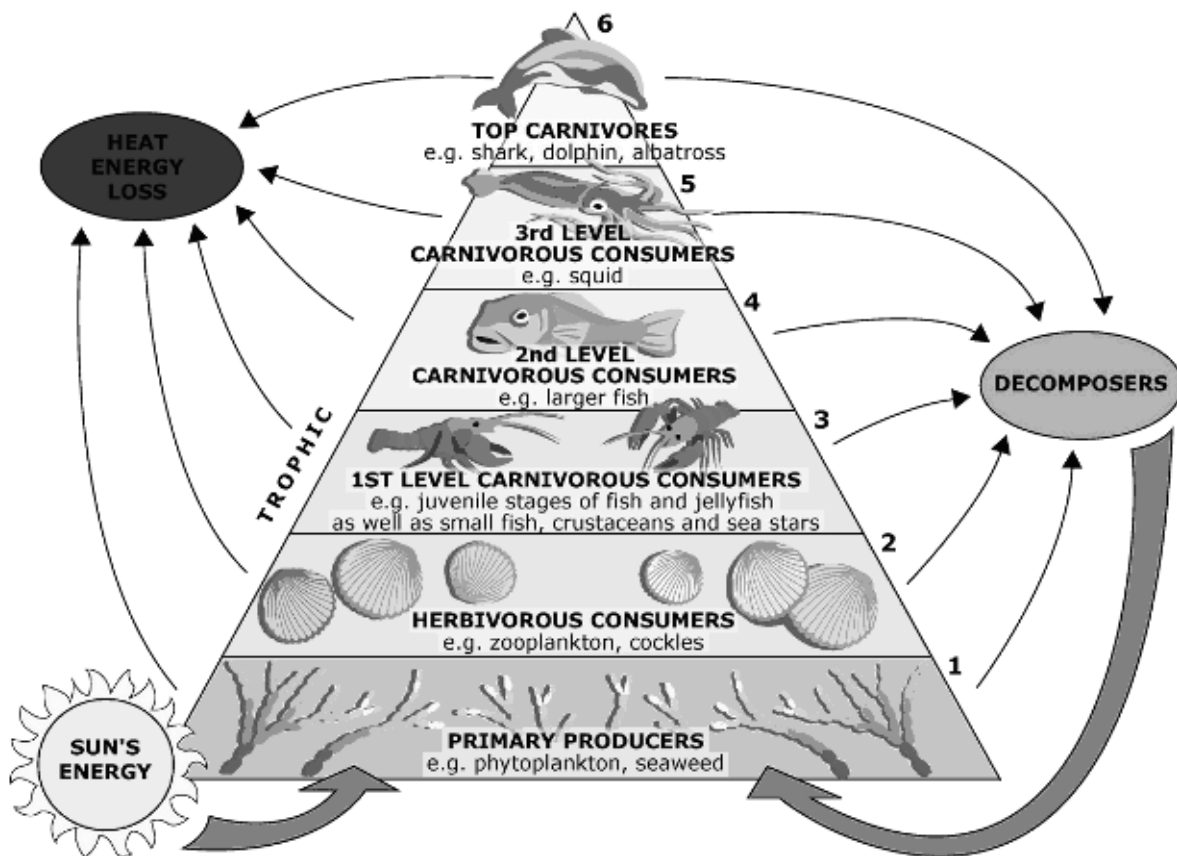 6
HEAT
ENERGY
LOSS
TOP CARNIVORES
e.g. shark, dolphin, albatross
5
3rd LEVEL
CARNIVOROUS CONSUMERS
e.g. squid
4
2nd LEVEL
CARNIVOROUS CONSUMERS
e.g. larger fish
DECOMPOSERS
3
TROPHIC
1ST LEVEL CARNIVOROUS CONSUMERS
e.g. juvenile stages of fish and jellyfish
as well as small fish, crustaceans and sea stars
2
HERBIVOROUS CONSUMERS
e.g. zooplankton, cockles
1
SUN'S
ENERGY
PRIMARY PRODUCERS
e.g. phytoplankton, seaweed